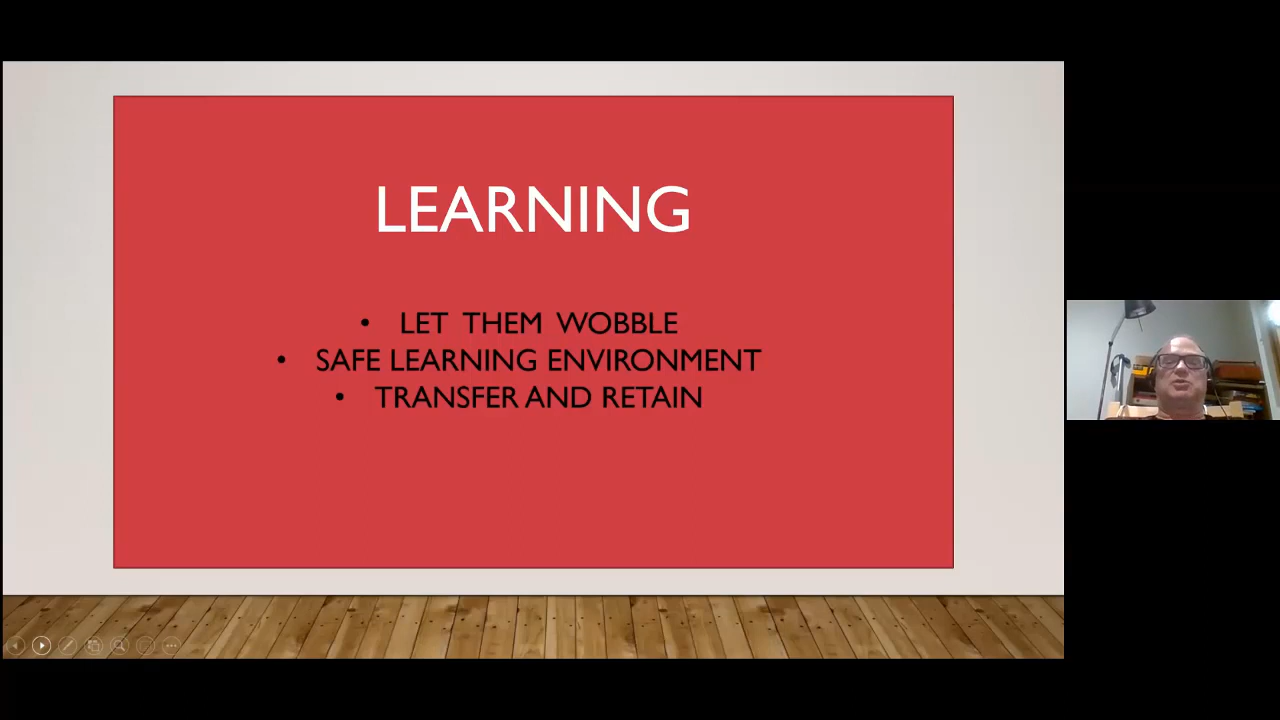 LEARNING
• LET THEM WOBBLE
• SAFE LEARNING ENVIRONMENT
• TRANSFER AND RETAIN